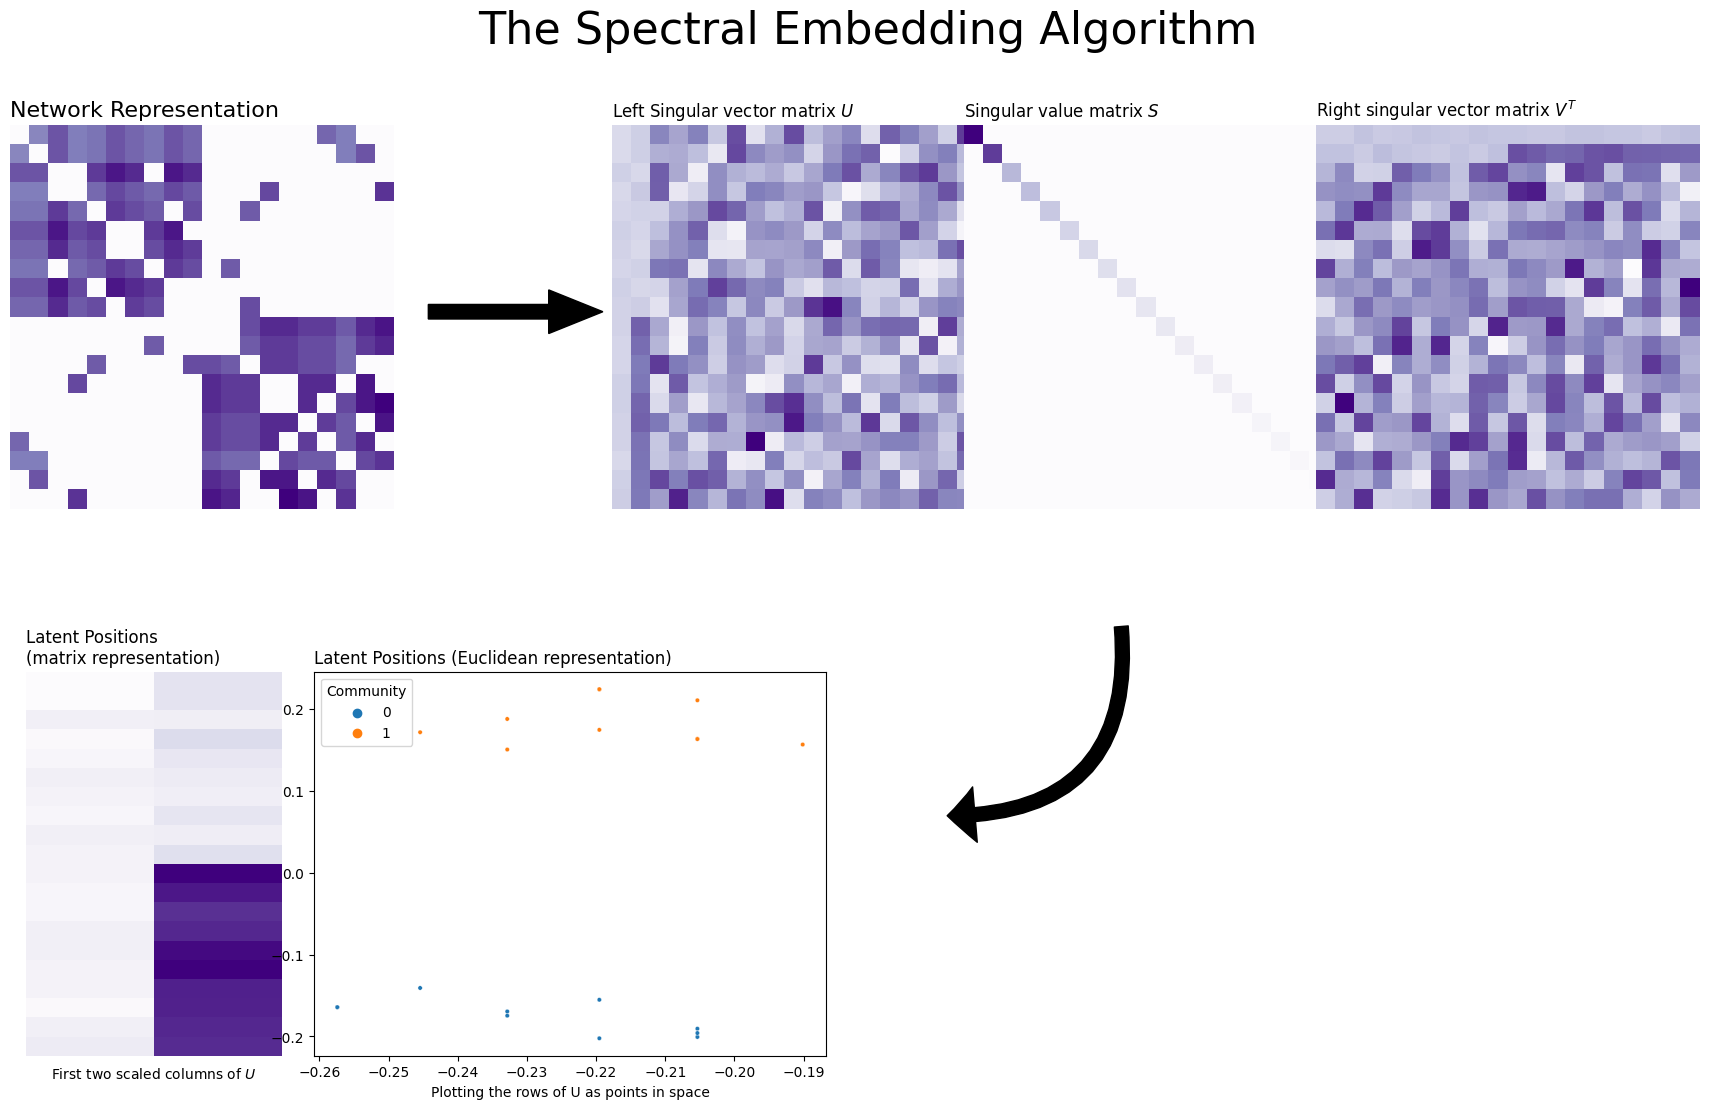 The Spectral Embedding Algorithm
Network Representation
Left Singular vector matrix U
Singular value matrix S
Right singular vector matrix V^T
Latent Positions
(matrix representation)
First two scaled columns of U
Latent Positions (Euclidean representation)
Community
0
1
0.2
0.1
0.0
−0.1
−0.2
−0.26 −0.25 −0.24 −0.23 −0.22 −0.21 −0.20 −0.19
Plotting the rows of U as points in space